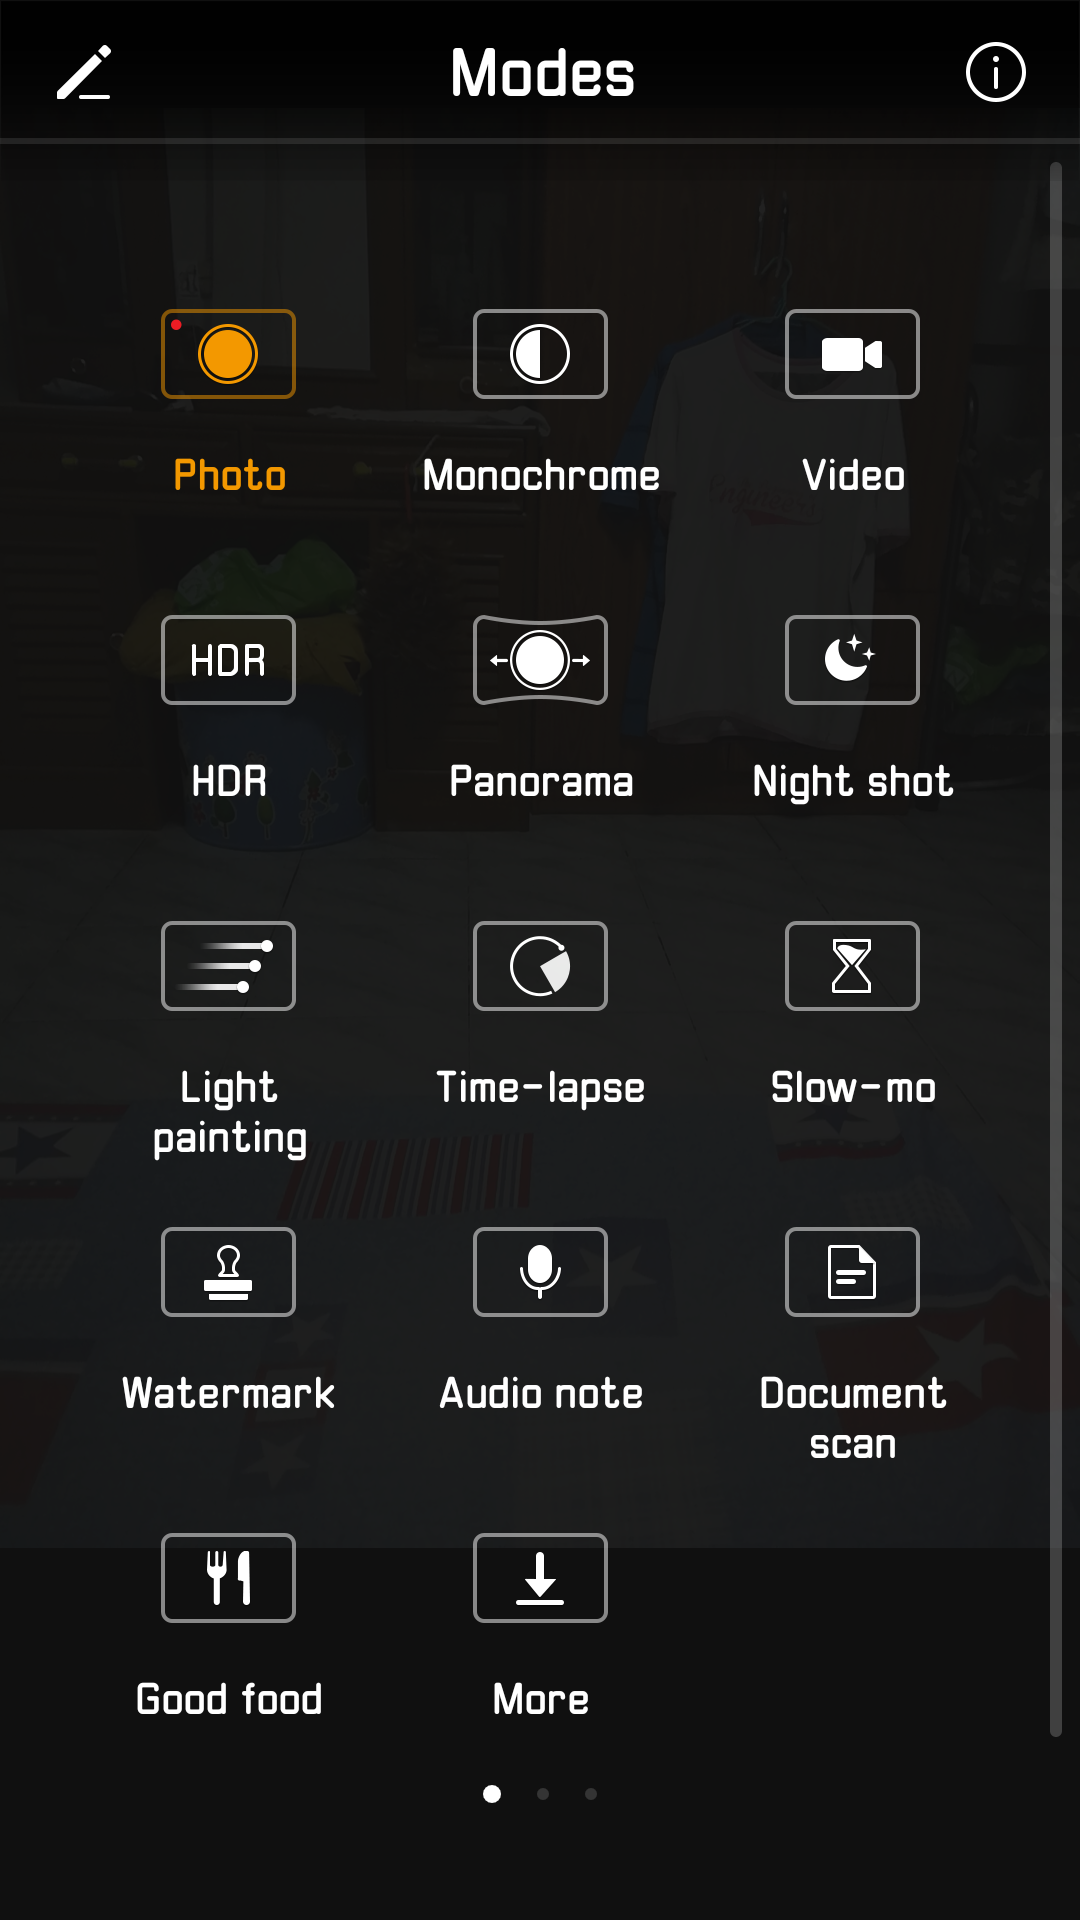 Modes
Photo
Monochrome
Video
HDR
HDR
Panorama
Night shot
Light
painting
Time-lapse
Slow-mo
Watermark
Audio note
Document
scan
Good food
More